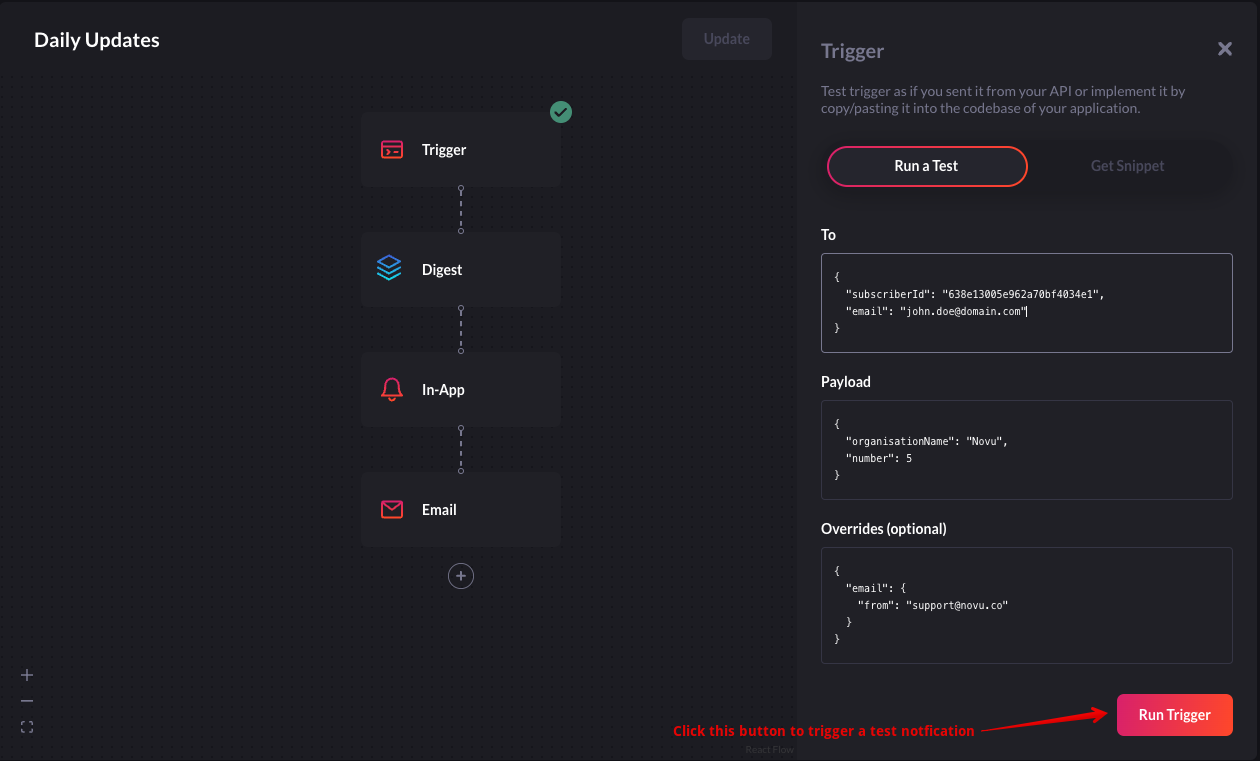 Daily Updates
Update
Trigger
Digest
In-App
Email
Trigger
Test trigger as if you sent it from your API or implement it by
copy/pasting it into the codebase of your application.
Run a Test
Get Snippet
To
{
"subscriberId": "638e13005e962a70bf4034e1",
"email": "john.doe@domain.com"
}
Payload
{
"organisationName": "Novu",
"number": 5
}
Overrides (optional)
{
"email": {
"from": "support@novu.co"
}
}
Run Trigger
Click this button to trigger a test notfication
React Flow